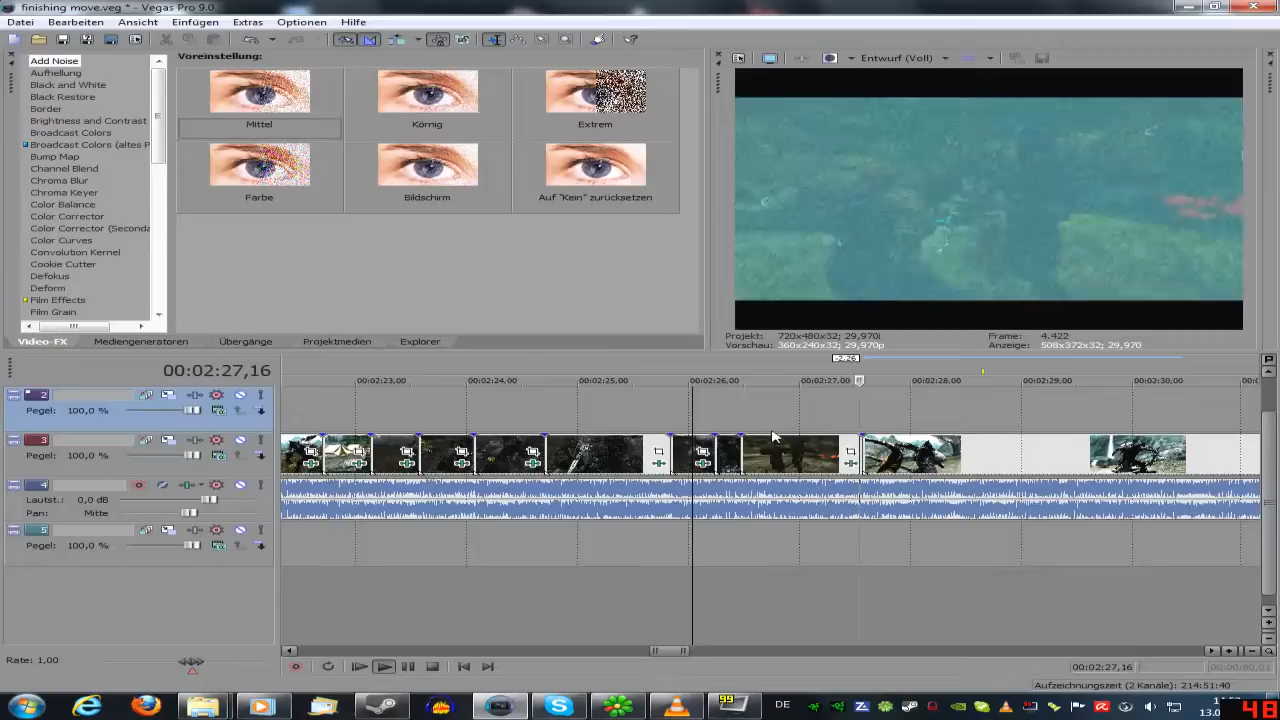 finishing move.veg * - Vegas Pro 9.0
Datei Bearbeiten Ansicht Einfügen Extras Optionen Hilfe
Add Noise
Aufhellung
Black and White
Black Restore
Border
Brightness and Contrast
Broadcast Colors
Broadcast Colors (altes P
Bump Map
Channel Blend
Chroma Blur
Chroma Keyer
Color Balance
Color Corrector
Color Corrector (Seconda
Color Curves
Convolution Kernel
Cookie Cutter
Defokus
Deform
Film Effects
Film Grain
Voreinstellung:
Mittel Körnig Extrem
Farbe Bildschirm Auf "Kein" zurücksetzen
Entwurf (Voll)
Projekt: 720x480x32; 29,970i Frame: 4.422
Vorschau: 360x240x32; 29,970p Anzeige: 508x372x32; 29,970
Video-FX Mediengeneratoren Übergänge Projektmedien Explorer
-2.26
00:02:27,16
00:02:23,00 00:02:24,00 00:02:25,00 00:02:26,00 00:02:27,00 00:02:28,00 00:02:29,00 00:02:30,00
2
Pegel: 100,0 %
3
Pegel: 100,0 %
4
Lautst.: 0,0 dB
Pan: Mitte
5
Pegel: 100,0 %
Rate: 1,00
00:02:27,16
Aufzeichnungszeit (2 Kanäle): 214:51:40
99
DE
48